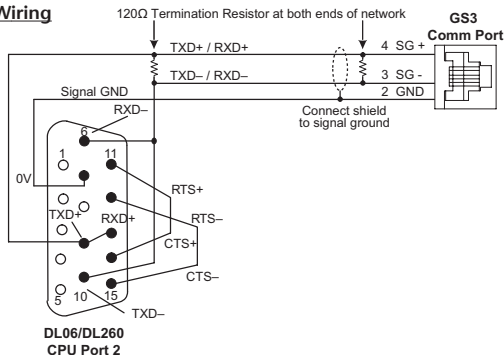 Wiring
120Ω Termination Resistor at both ends of network
GS3
Comm Port
TXD+ / RXD+
4 SG +
TXD– / RXD–
3 SG -
Signal GND
2 GND
RXD–
Connect shield
to signal ground
6
1
11
0V
RTS+
TXD+
RXD+
RTS–
CTS+
CTS–
5
10
15
TXD–
DL06/DL260
CPU Port 2